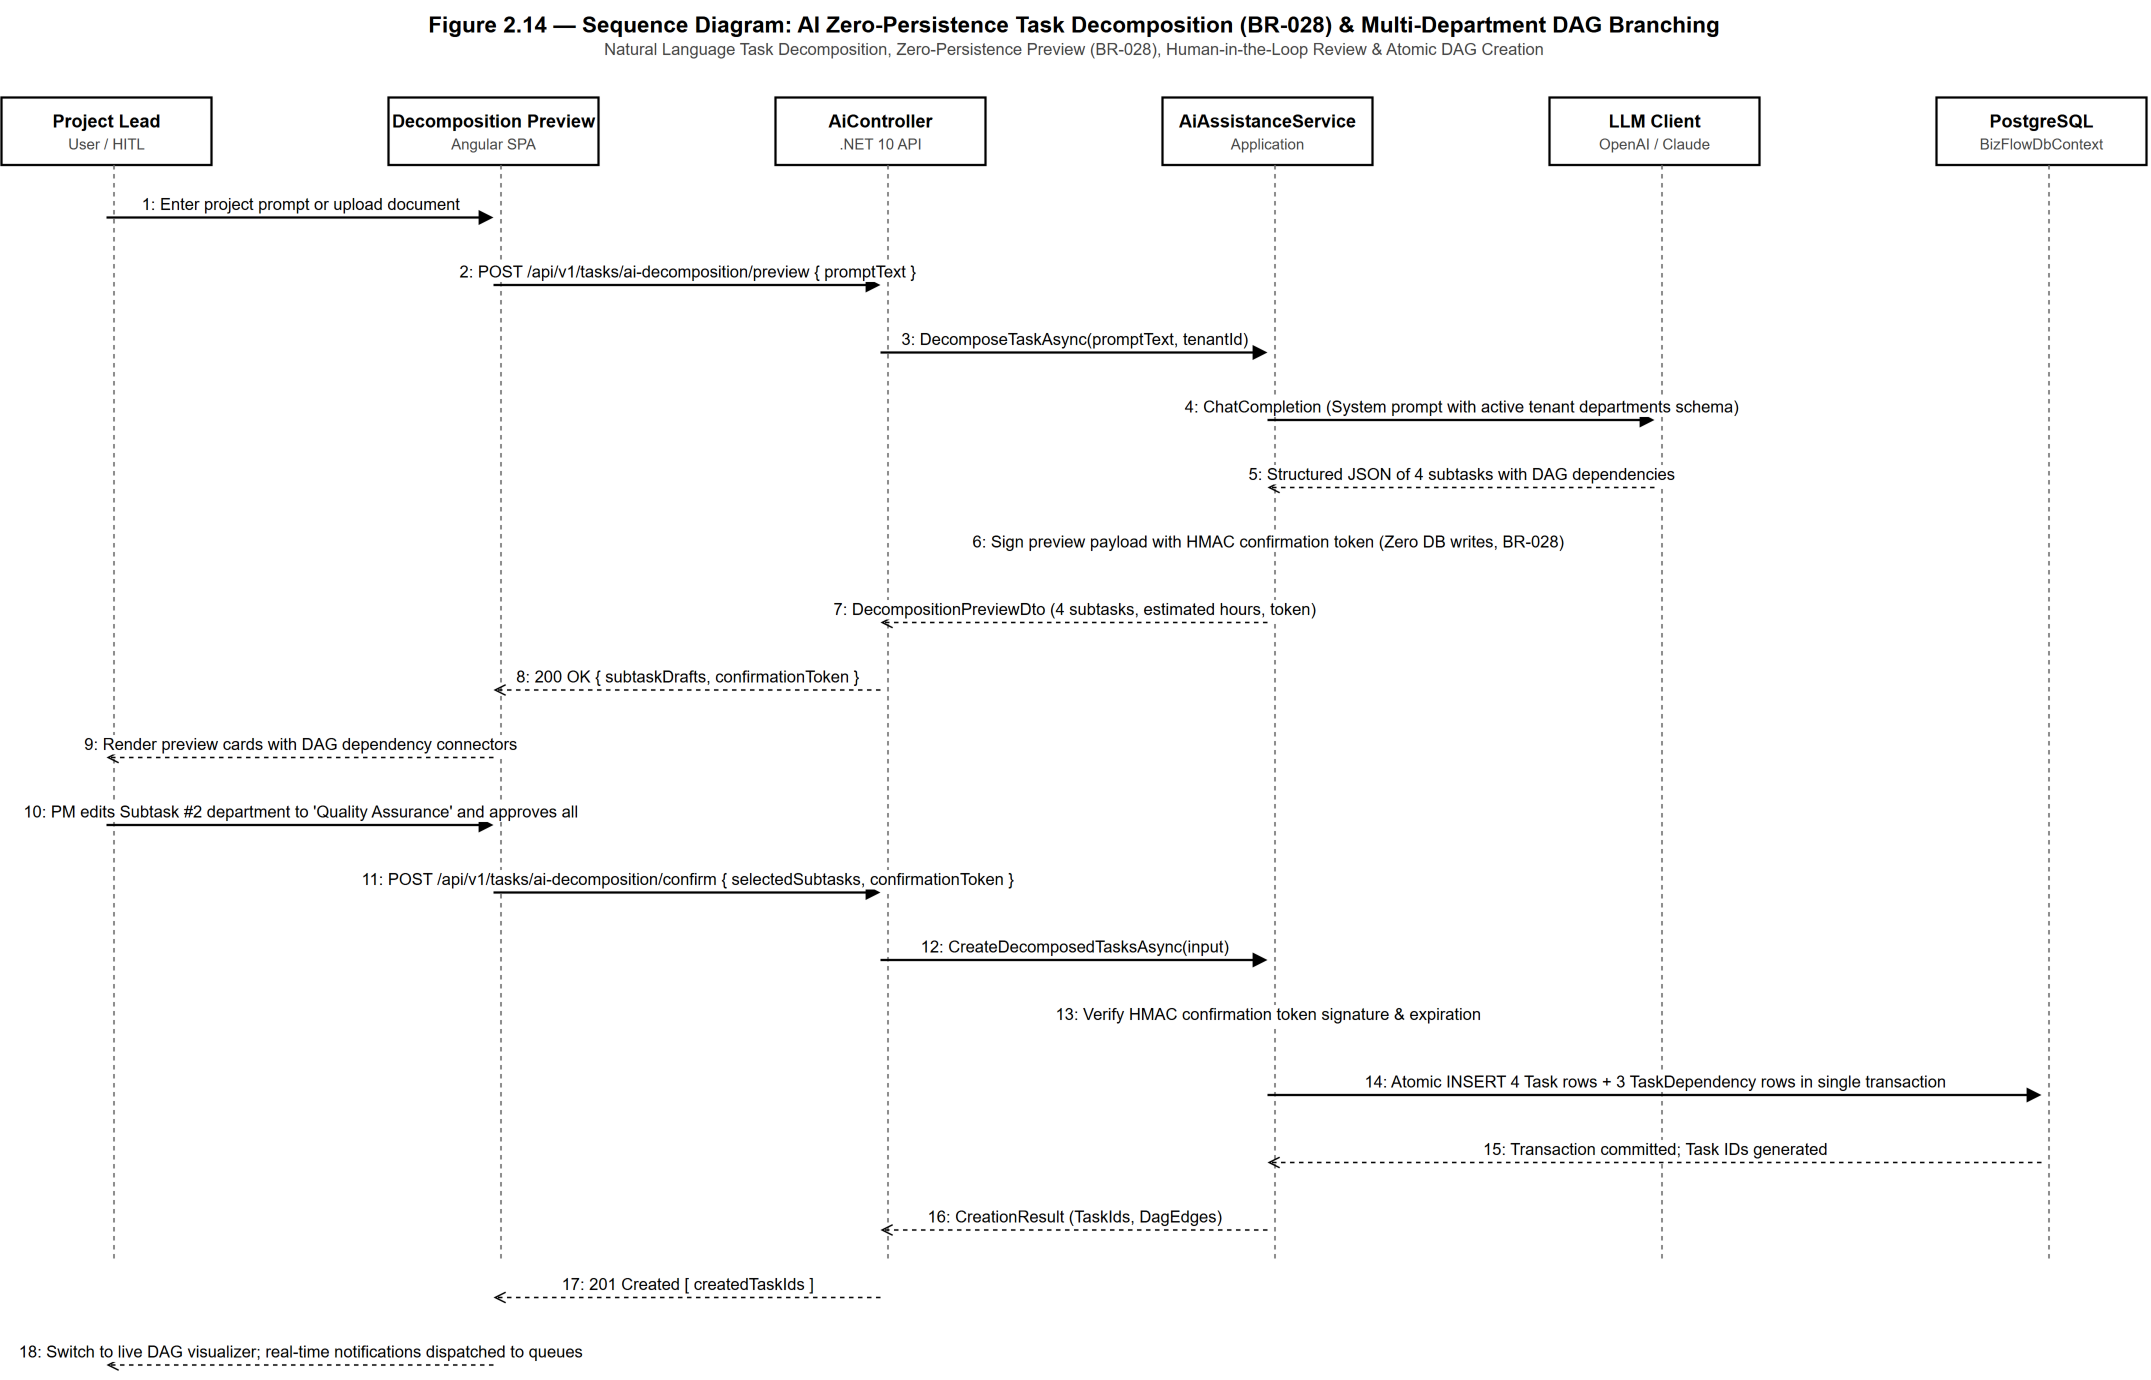 Figure 2.14 — Sequence Diagram: AI Zero-Persistence Task Decomposition (BR-028) & Multi-Department DAG Branching
Natural Language Task Decomposition, Zero-Persistence Preview (BR-028), Human-in-the-Loop Review & Atomic DAG Creation
Project Lead
User / HITL
Decomposition Preview
Angular SPA
AiController
.NET 10 API
AiAssistanceService
Application
LLM Client
OpenAI / Claude
PostgreSQL
BizFlowDbContext
1: Enter project prompt or upload document
2: POST /api/v1/tasks/ai-decomposition/preview { promptText }
3: DecomposeTaskAsync(promptText, tenantId)
4: ChatCompletion (System prompt with active tenant departments schema)
5: Structured JSON of 4 subtasks with DAG dependencies
6: Sign preview payload with HMAC confirmation token (Zero DB writes, BR-028)
7: DecompositionPreviewDto (4 subtasks, estimated hours, token)
8: 200 OK { subtaskDrafts, confirmationToken }
9: Render preview cards with DAG dependency connectors
10: PM edits Subtask #2 department to 'Quality Assurance' and approves all
11: POST /api/v1/tasks/ai-decomposition/confirm { selectedSubtasks, confirmationToken }
12: CreateDecomposedTasksAsync(input)
13: Verify HMAC confirmation token signature & expiration
14: Atomic INSERT 4 Task rows + 3 TaskDependency rows in single transaction
15: Transaction committed; Task IDs generated
16: CreationResult (TaskIds, DagEdges)
17: 201 Created [ createdTaskIds ]
18: Switch to live DAG visualizer; real-time notifications dispatched to queues